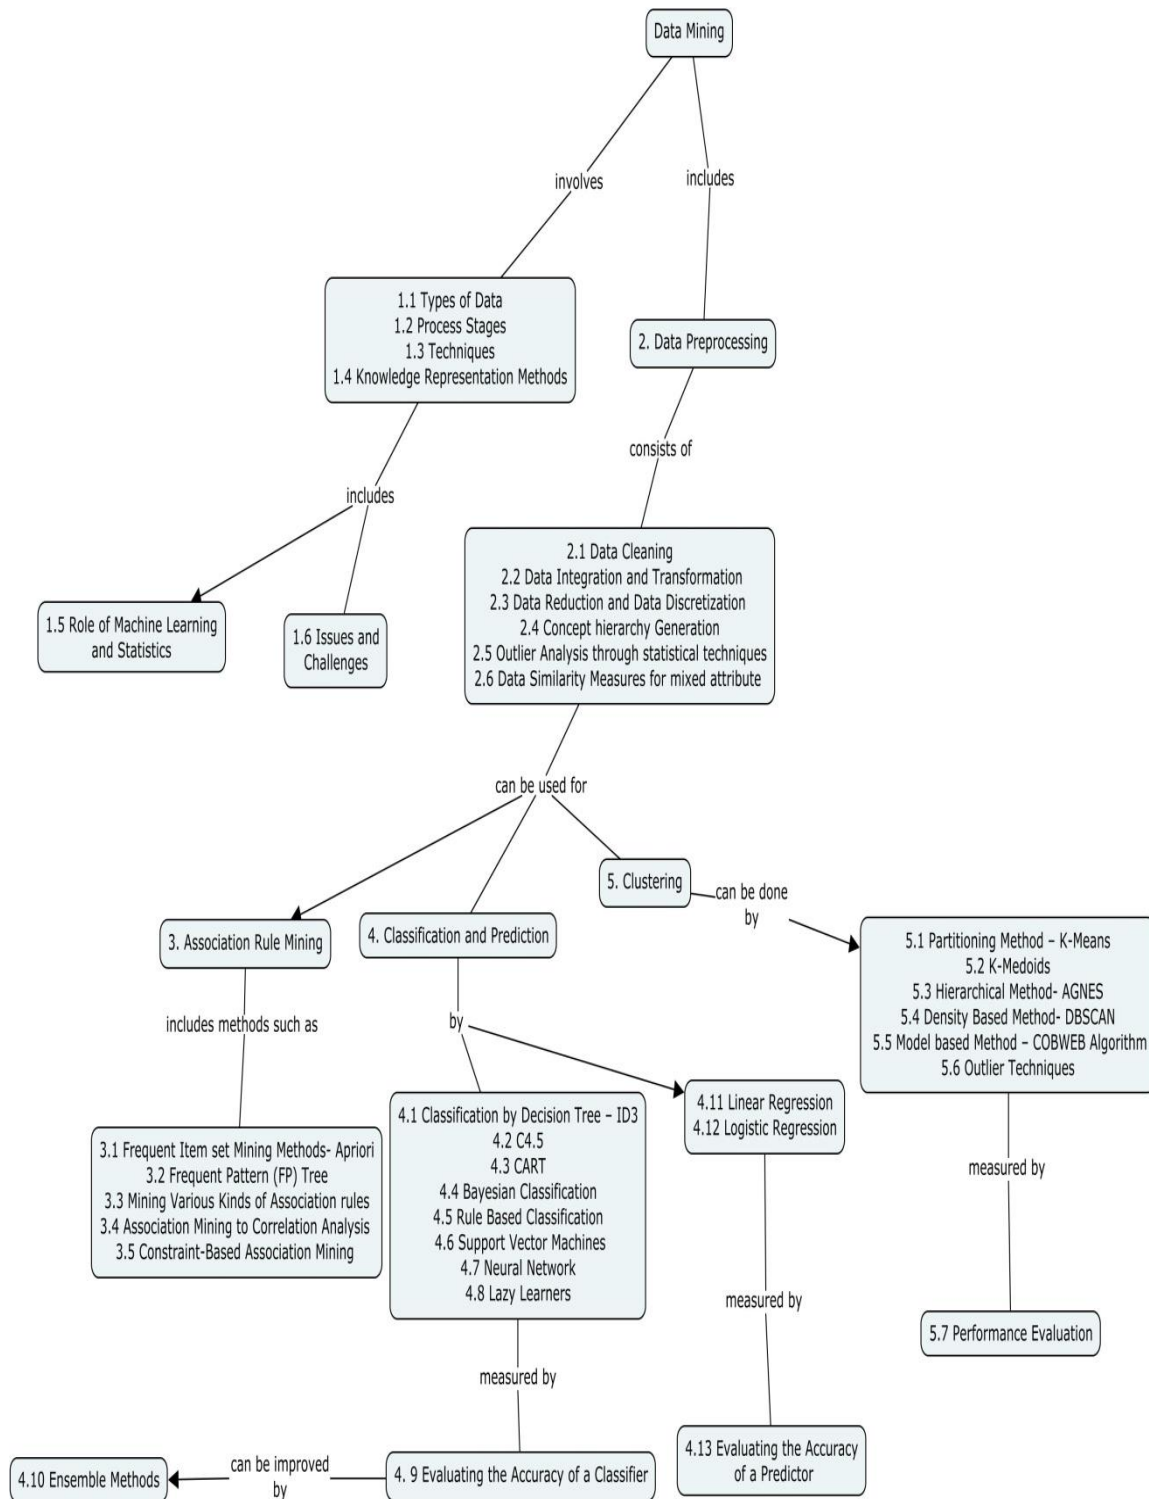 Data Mining
involves
includes
1.1 Types of Data
1.2 Process Stages
1.3 Techniques
1.4 Knowledge Representation Methods
2. Data Preprocessing
consists of
includes
1.5 Role of Machine Learning
and Statistics
1.6 Issues and
Challenges
2.1 Data Cleaning
2.2 Data Integration and Transformation
2.3 Data Reduction and Data Discretization
2.4 Concept hierarchy Generation
2.5 Outlier Analysis through statistical techniques
2.6 Data Similarity Measures for mixed attribute
can be used for
3. Association Rule Mining
4. Classification and Prediction
5. Clustering
can be done
by
5.1 Partitioning Method – K-Means
5.2 K-Medoids
5.3 Hierarchical Method- AGNES
5.4 Density Based Method- DBSCAN
5.5 Model based Method – COBWEB Algorithm
5.6 Outlier Techniques
includes methods such as
by
3.1 Frequent Item set Mining Methods- Apriori
3.2 Frequent Pattern (FP) Tree
3.3 Mining Various Kinds of Association rules
3.4 Association Mining to Correlation Analysis
3.5 Constraint-Based Association Mining
4.1 Classification by Decision Tree – ID3
4.2 C4.5
4.3 CART
4.4 Bayesian Classification
4.5 Rule Based Classification
4.6 Support Vector Machines
4.7 Neural Network
4.8 Lazy Learners
4.11 Linear Regression
4.12 Logistic Regression
measured by
measured by
measured by
5.7 Performance Evaluation
4.10 Ensemble Methods
can be improved
by
4. 9 Evaluating the Accuracy of a Classifier
4.13 Evaluating the Accuracy
of a Predictor